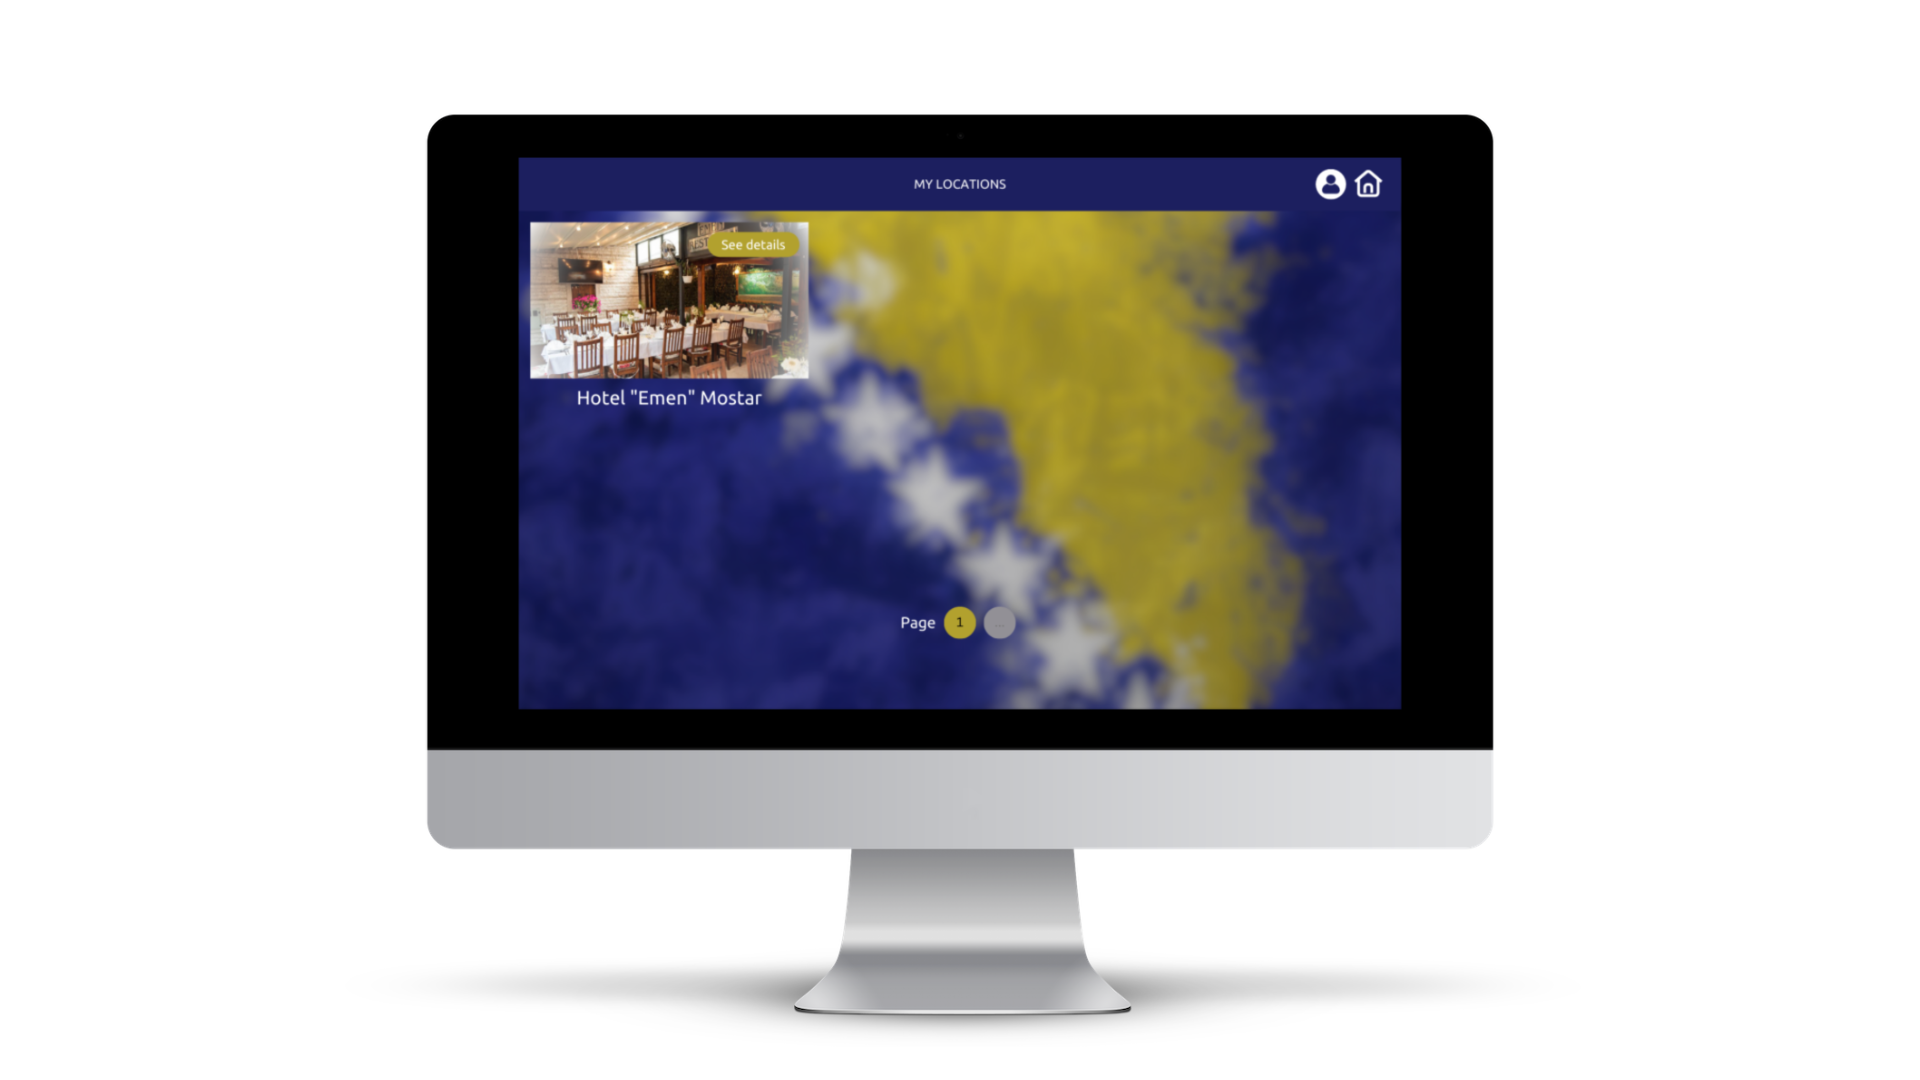 MY LOCATIONS
See details
Hotel "Emen" Mostar
Page 1 ...